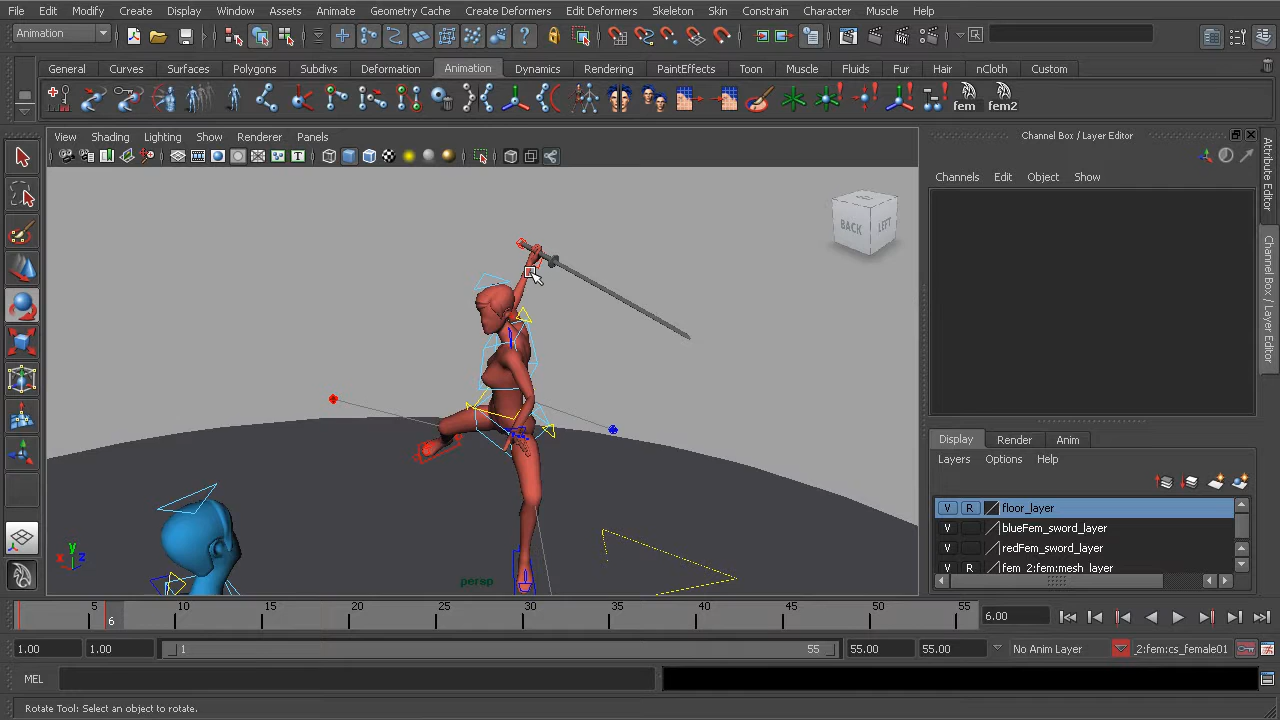 File Edit Modify Create Display Window Assets Animate Geometry Cache Create Deformers Edit Deformers Skeleton Skin Constrain Character Muscle Help
Animation
General Curves Surfaces Polygons Subdivs Deformation Animation Dynamics Rendering PaintEffects Toon Muscle Fluids Fur Hair nCloth Custom
fem fem2
View Shading Lighting Show Renderer Panels
Channel Box / Layer Editor
Channels Edit Object Show
Attribute Editor
Channel Box / Layer Editor
BACK LEFT
Display Render Anim
Layers Options Help
V R floor_layer
V blueFem_sword_layer
V redFem_sword_layer
V R fem_2:fem:mesh_layer
y
x z
persp
5 6 10 15 20 25 30 35 40 45 50 55 6.00
1.00 1.00 1 55 55.00 55.00 No Anim Layer _2:fem:cs_female01
MEL
Rotate Tool: Select an object to rotate.